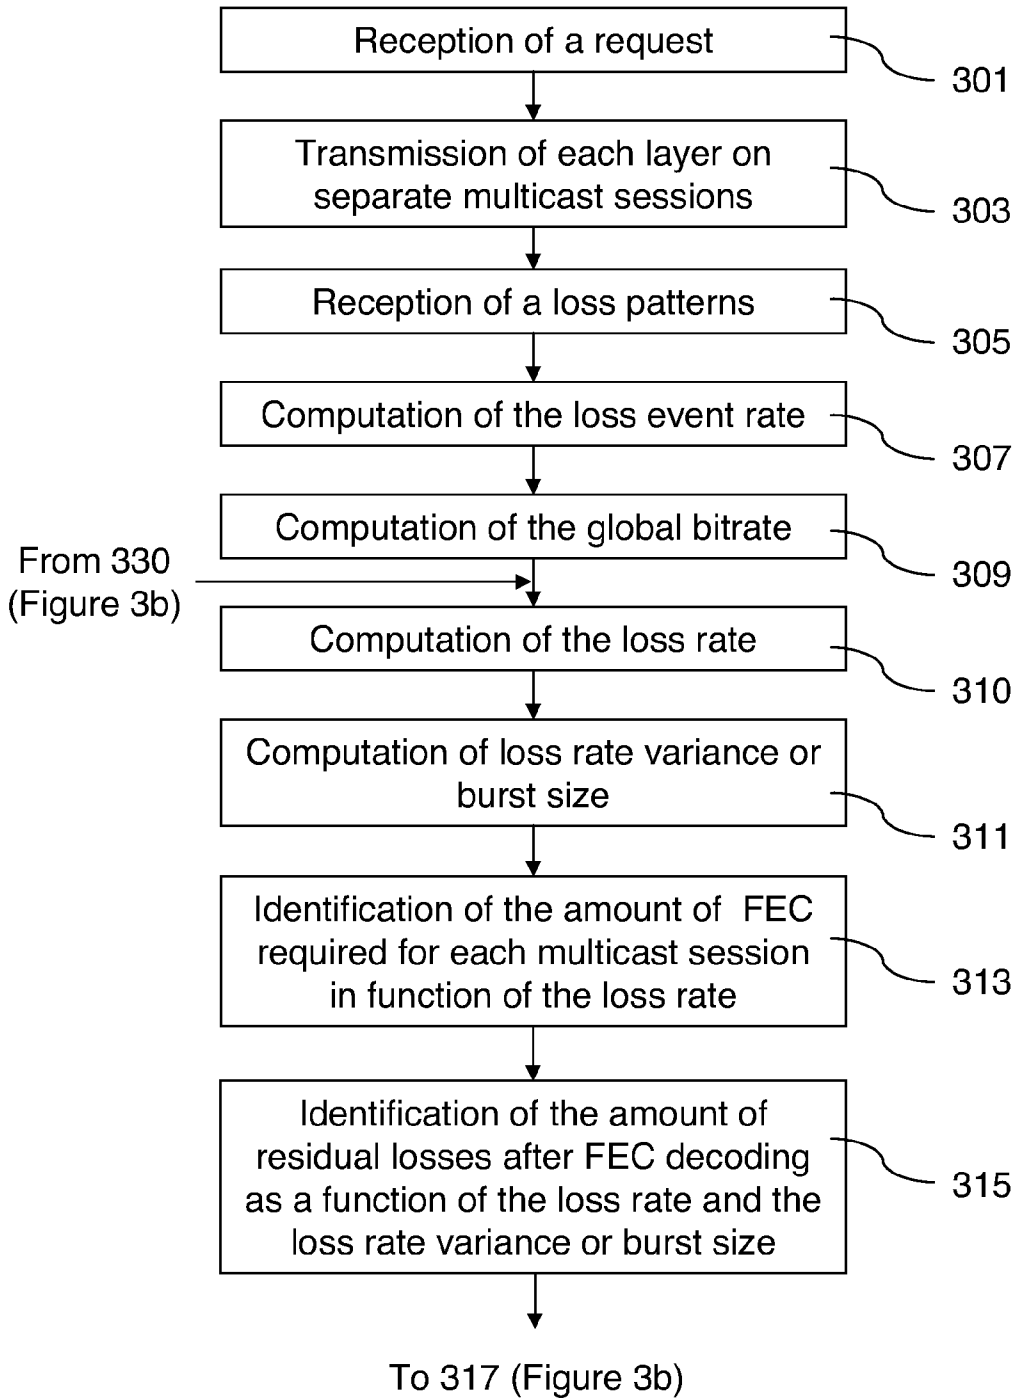 Reception of a request
301
Transmission of each layer on
separate multicast sessions
303
Reception of a loss patterns
305
Computation of the loss event rate
307
Computation of the global bitrate
309
From 330
(Figure 3b)
Computation of the loss rate
310
Computation of loss rate variance or
burst size
311
Identification of the amount of FEC
required for each multicast session
in function of the loss rate
313
Identification of the amount of
residual losses after FEC decoding
as a function of the loss rate and the
loss rate variance or burst size
315
To 317 (Figure 3b)